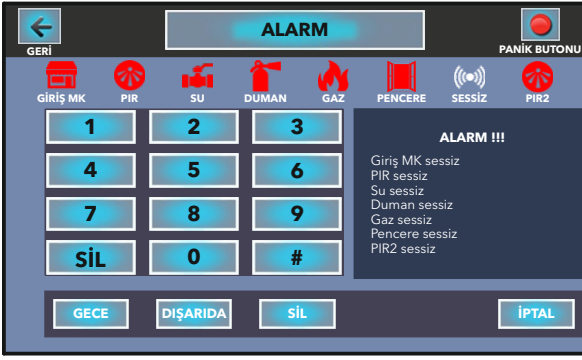 ALARM
GERİ
PANİK BUTONU
GİRİŞ MK PIR SU DUMAN GAZ PENCERE SESSİZ PIR2
1 2 3
4 5 6
7 8 9
SİL 0 #
ALARM !!!
Giriş MK sessiz
PIR sessiz
Su sessiz
Duman sessiz
Gaz sessiz
Pencere sessiz
PIR2 sessiz
GECE DIŞARIDA SİL İPTAL